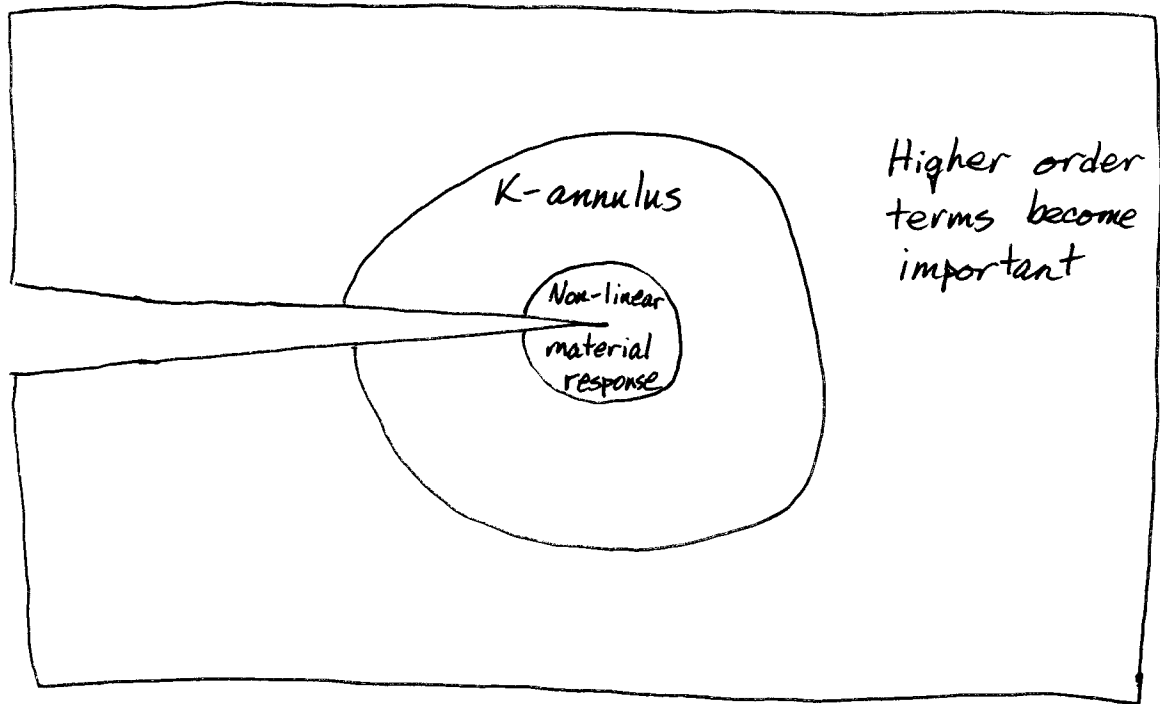 K-annulus
Higher order
terms become
important
Non-linear
material
response